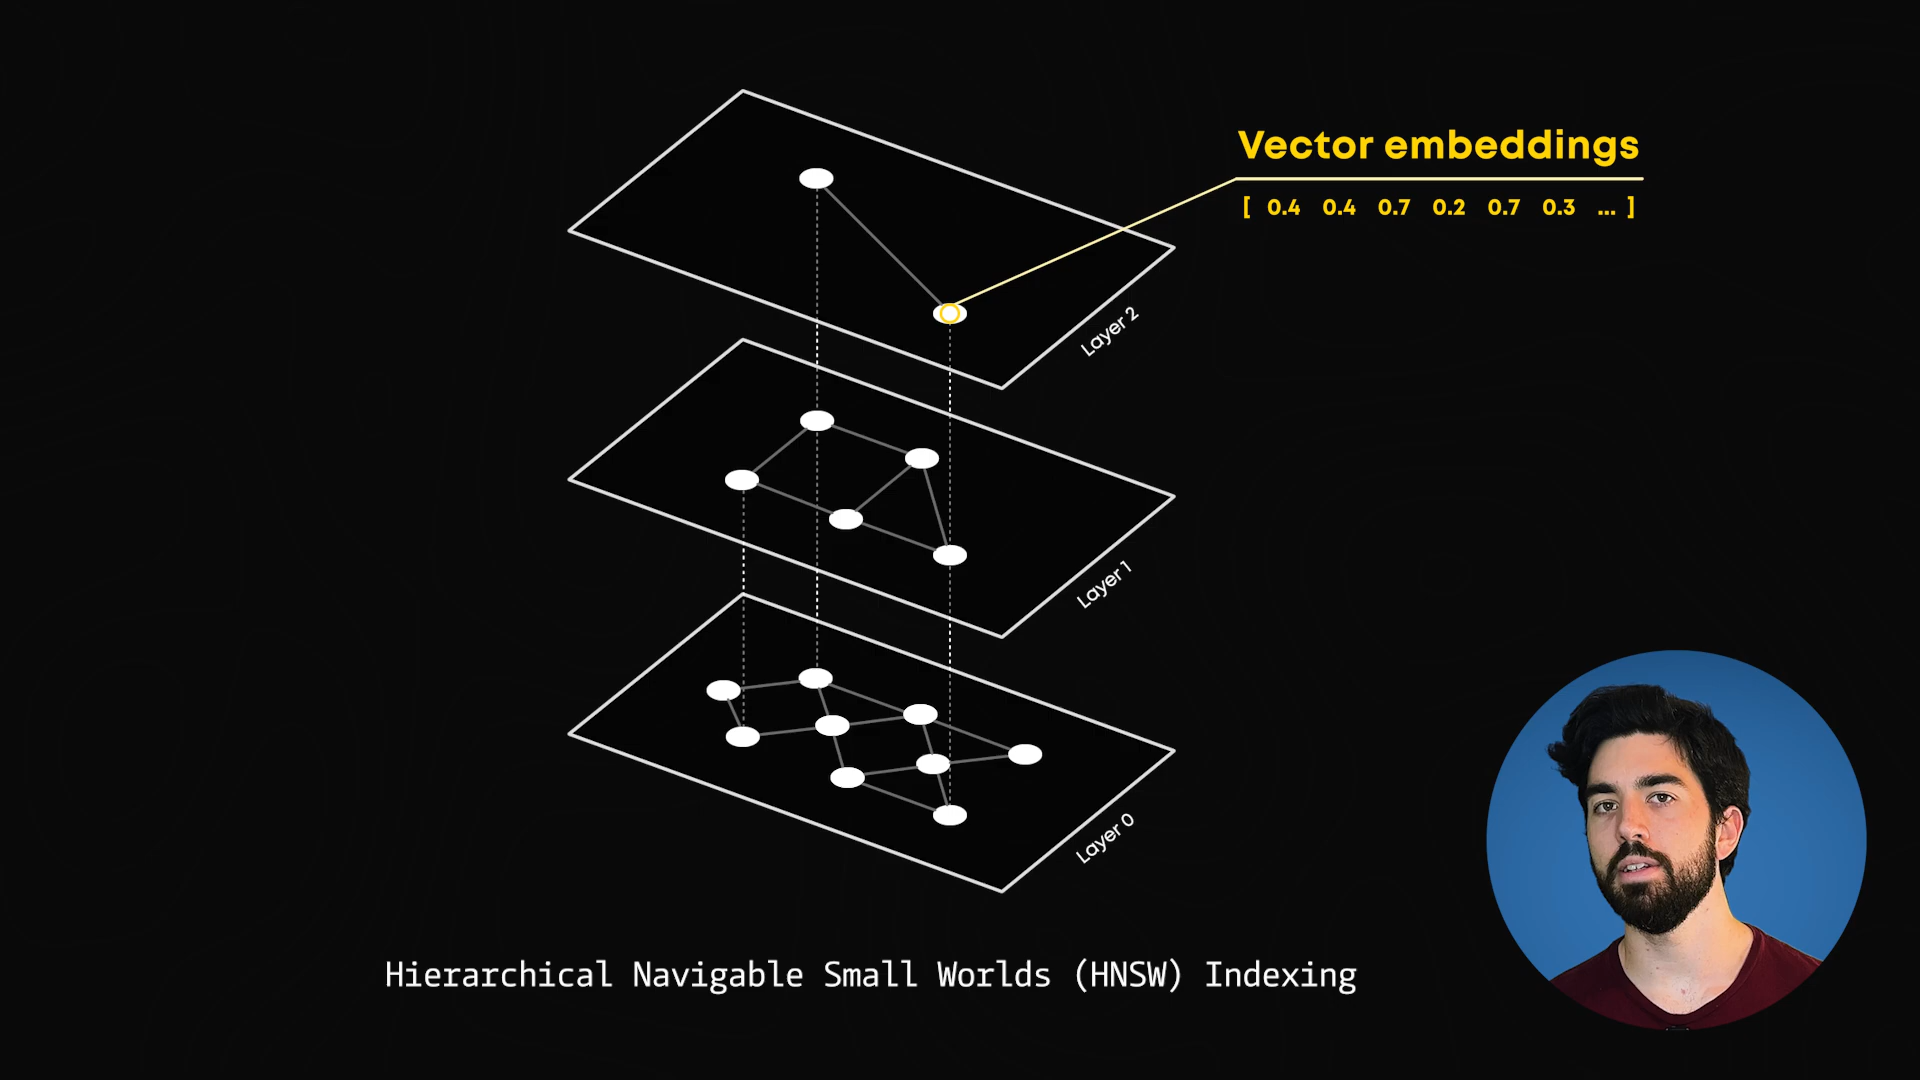 Vector embeddings
[ 0.4 0.4 0.7 0.2 0.7 0.3 ... ]
Layer 2
Layer 1
Layer 0
Hierarchical Navigable Small Worlds (HNSW) Indexing